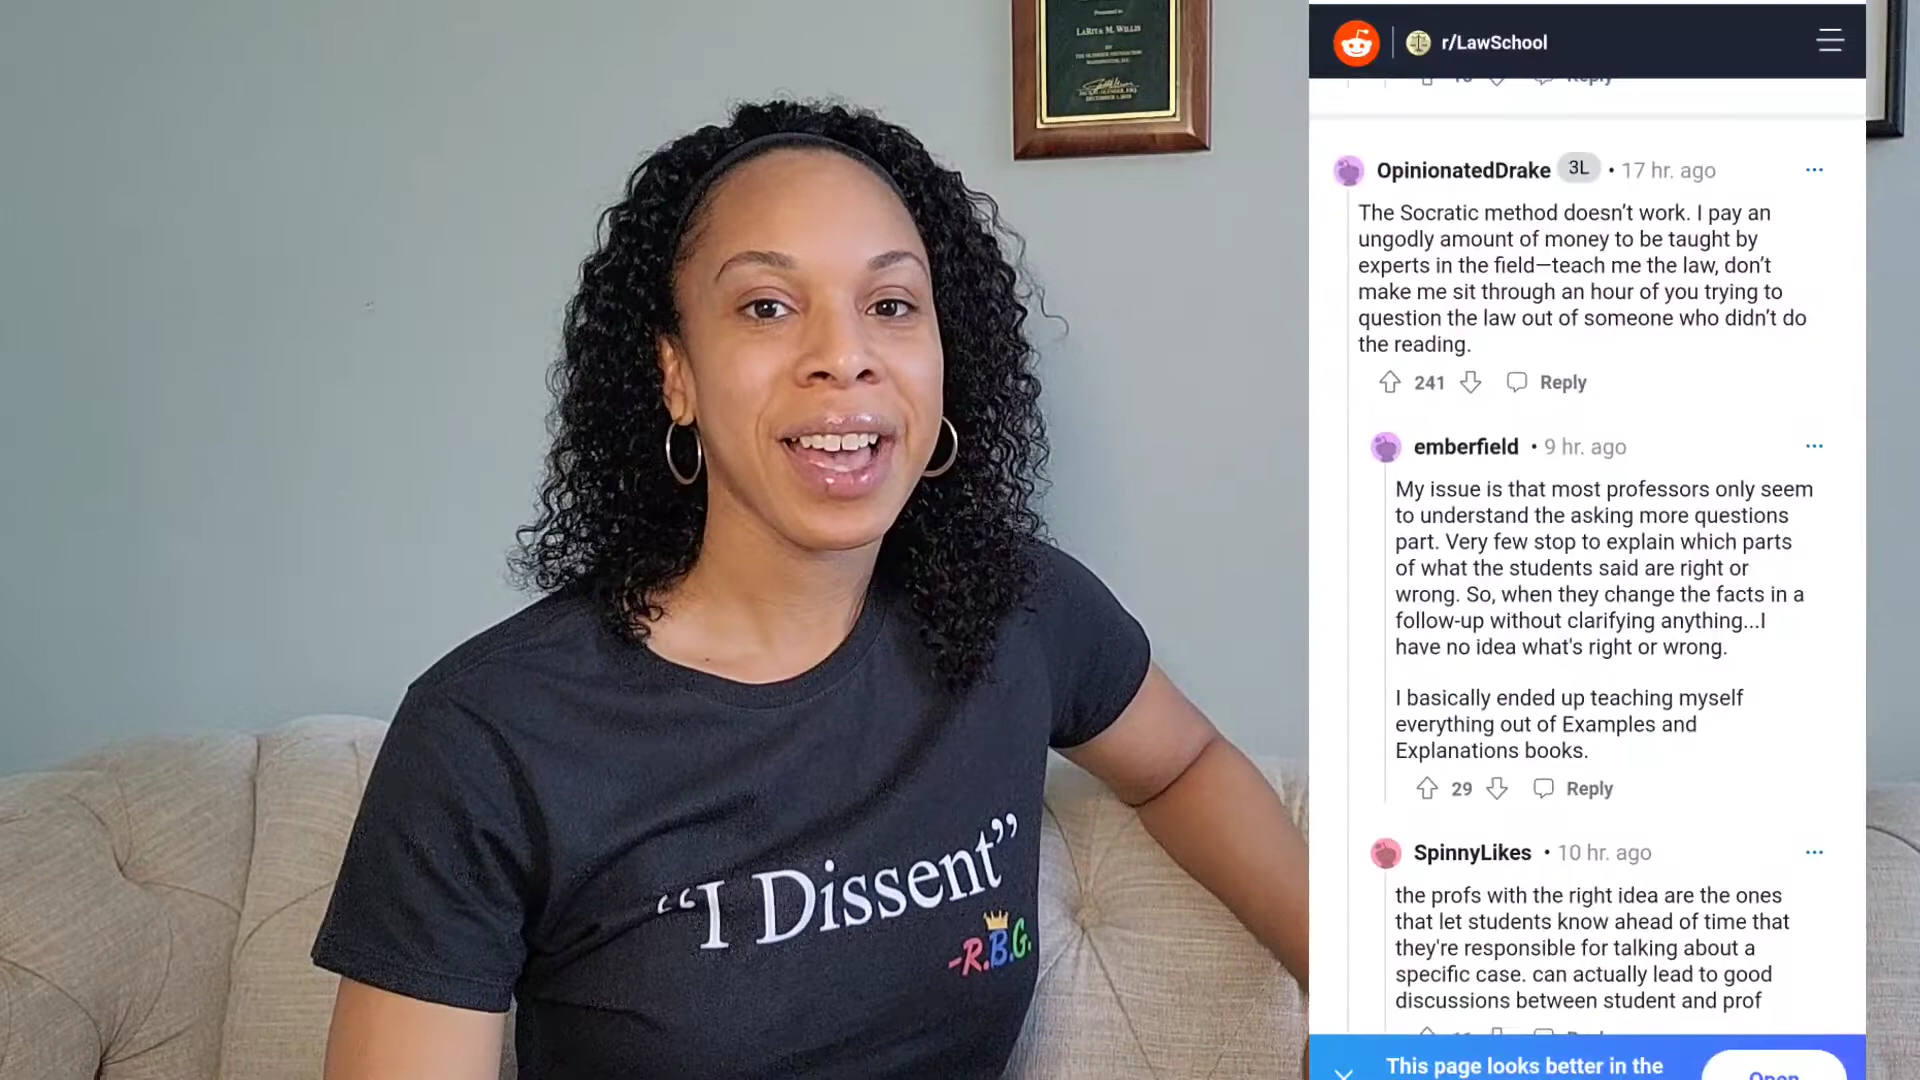 Presented to
LARITA M. WILLIS
BY
WASHINGTON, D.C.
“I Dissent”
-R.B.G.
r/LawSchool
Reply
OpinionatedDrake 3L • 17 hr. ago ...
The Socratic method doesn’t work. I pay an
ungodly amount of money to be taught by
experts in the field—teach me the law, don’t
make me sit through an hour of you trying to
question the law out of someone who didn’t do
the reading.
241 Reply
emberfield • 9 hr. ago ...
My issue is that most professors only seem
to understand the asking more questions
part. Very few stop to explain which parts
of what the students said are right or
wrong. So, when they change the facts in a
follow-up without clarifying anything...I
have no idea what's right or wrong.
I basically ended up teaching myself
everything out of Examples and
Explanations books.
29 Reply
SpinnyLikes • 10 hr. ago ...
the profs with the right idea are the ones
that let students know ahead of time that
they're responsible for talking about a
specific case. can actually lead to good
discussions between student and prof
This page looks better in the
Open